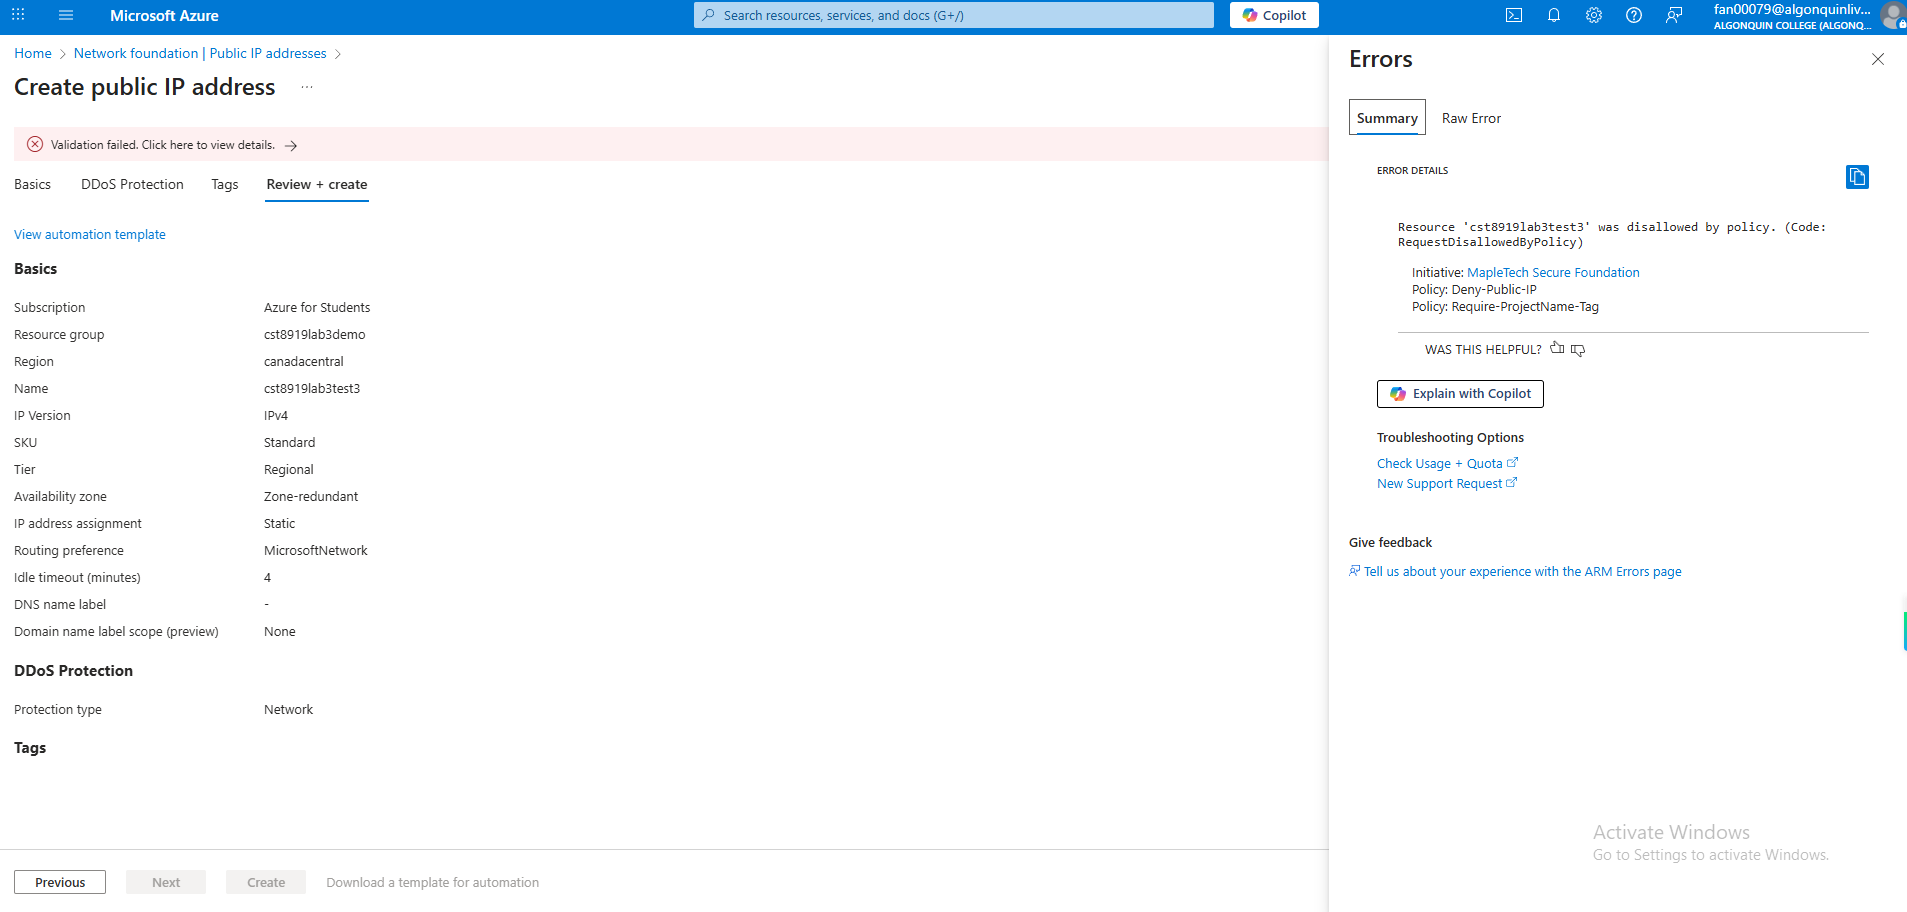 Microsoft Azure
Search resources, services, and docs (G+/)
Copilot
fan00079@algonquinliv...
ALGONQUIN COLLEGE (ALGONQ...
Home > Network foundation | Public IP addresses >
Create public IP address ...
Validation failed. Click here to view details. →
Basics DDoS Protection Tags Review + create
View automation template
Basics
Subscription Azure for Students
Resource group cst8919lab3demo
Region canadacentral
Name cst8919lab3test3
IP Version IPv4
SKU Standard
Tier Regional
Availability zone Zone-redundant
IP address assignment Static
Routing preference MicrosoftNetwork
Idle timeout (minutes) 4
DNS name label -
Domain name label scope (preview) None
DDoS Protection
Protection type Network
Tags
Previous Next Create Download a template for automation
Errors
Summary Raw Error
ERROR DETAILS
Resource 'cst8919lab3test3' was disallowed by policy. (Code:
RequestDisallowedByPolicy)
Initiative: MapleTech Secure Foundation
Policy: Deny-Public-IP
Policy: Require-ProjectName-Tag
WAS THIS HELPFUL?
Explain with Copilot
Troubleshooting Options
Check Usage + Quota
New Support Request
Give feedback
Tell us about your experience with the ARM Errors page
Activate Windows
Go to Settings to activate Windows.